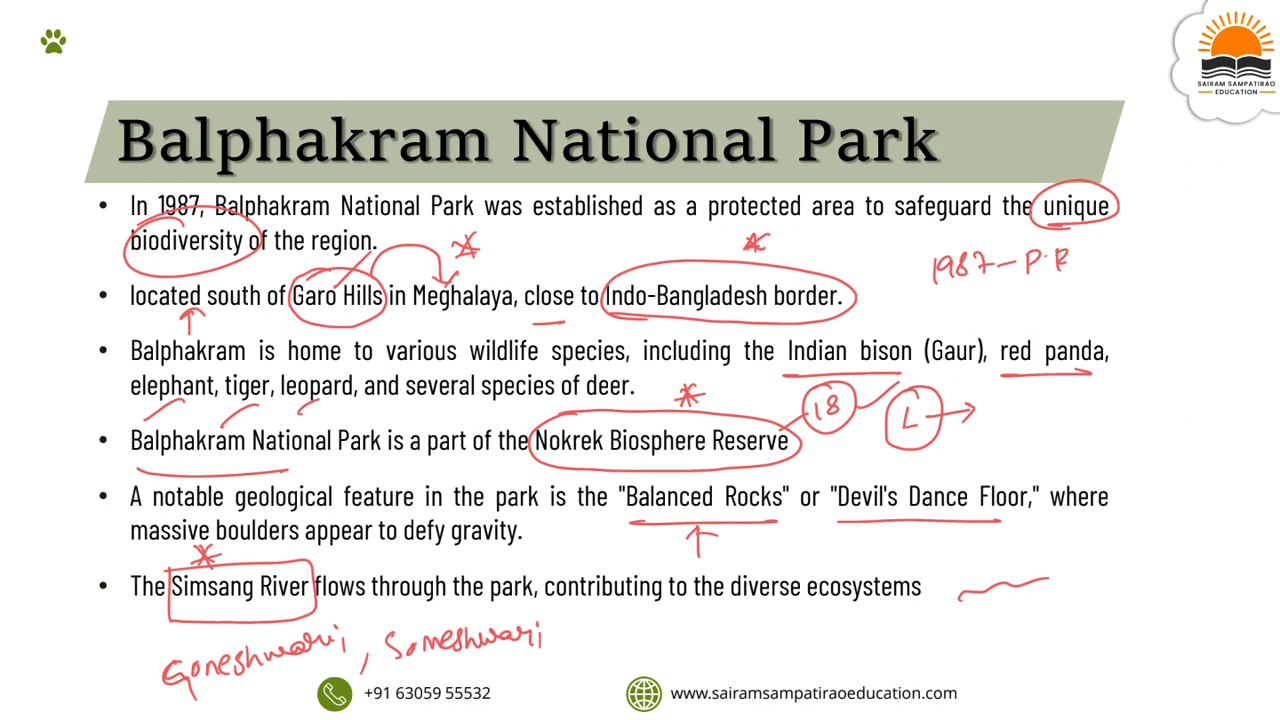 SAIRAM SAMPATIRAO
EDUCATION
Balphakram National Park
• In 1987, Balphakram National Park was established as a protected area to safeguard the unique
biodiversity of the region.
1987 - P.R
• located south of Garo Hills in Meghalaya, close to Indo-Bangladesh border.
• Balphakram is home to various wildlife species, including the Indian bison (Gaur), red panda,
elephant, tiger, leopard, and several species of deer.
18
L
• Balphakram National Park is a part of the Nokrek Biosphere Reserve
• A notable geological feature in the park is the "Balanced Rocks" or "Devil's Dance Floor," where
massive boulders appear to defy gravity.
• The Simsang River flows through the park, contributing to the diverse ecosystems
Goneshwari, Someshwari
+91 63059 55532
www.sairamsampatiraoeducation.com